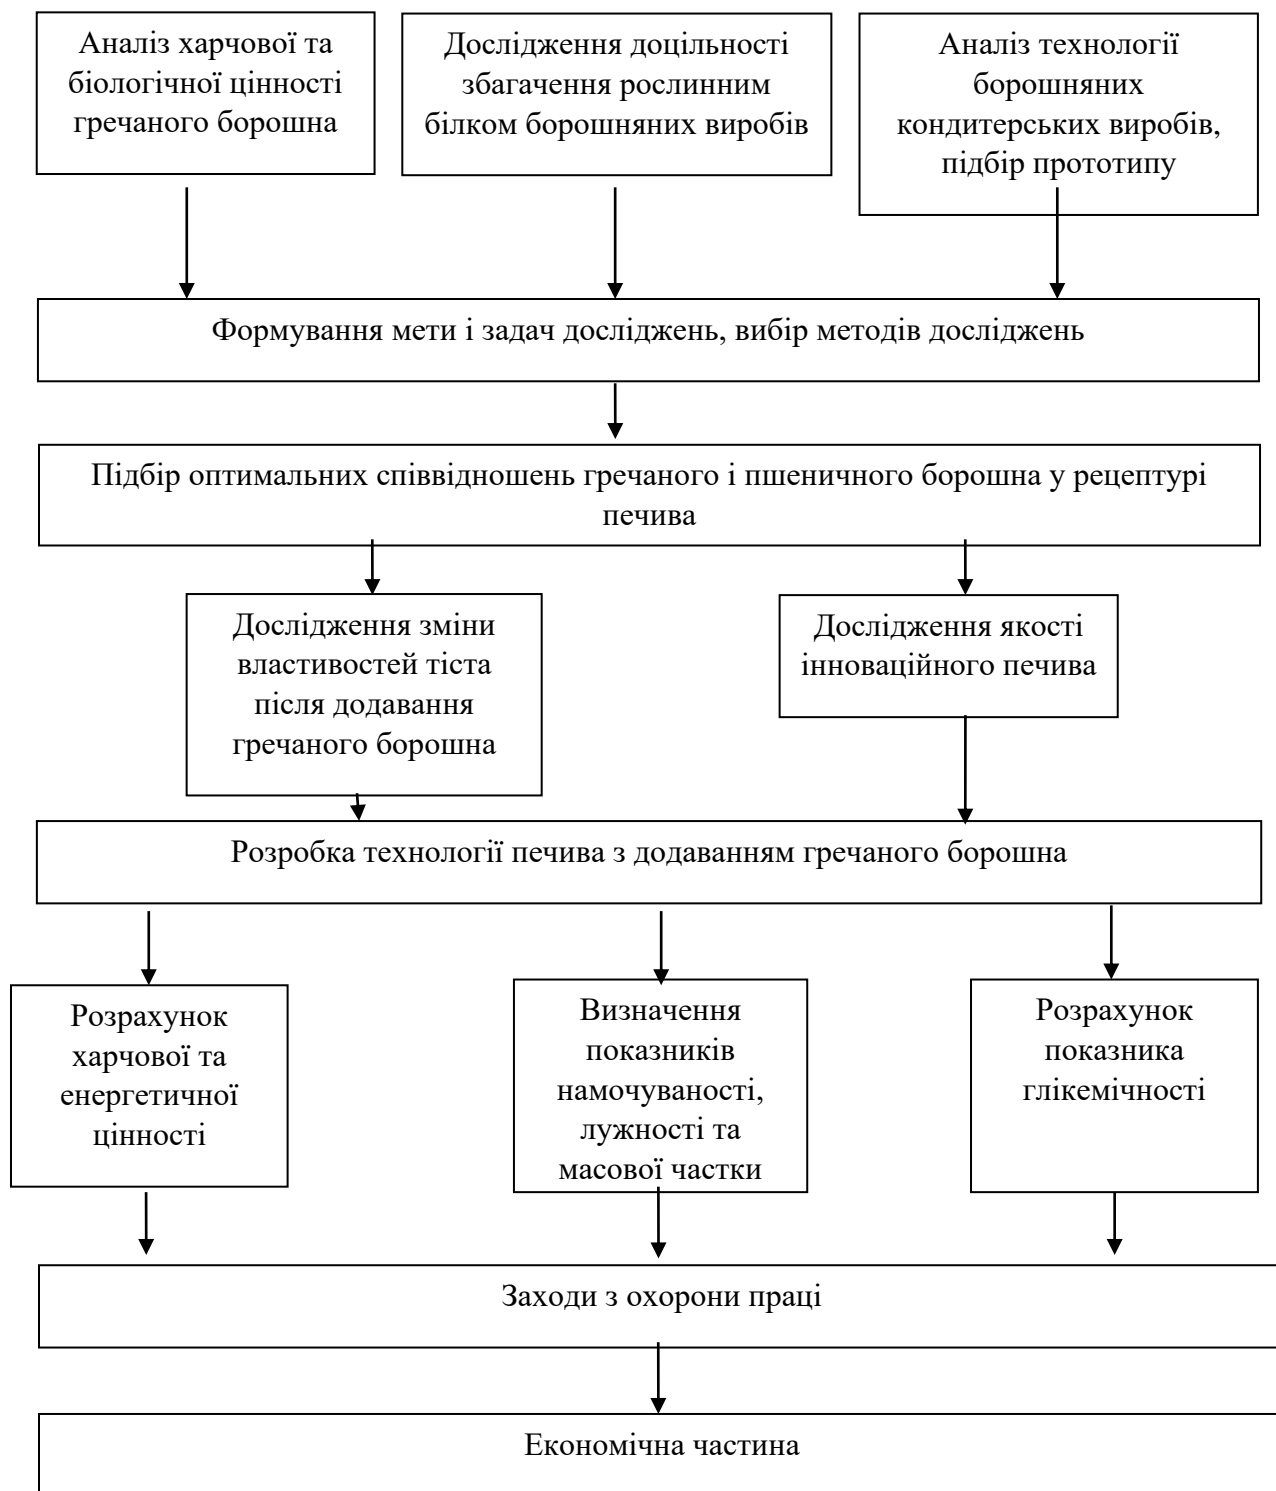 Аналіз харчової та
біологічної цінності
гречаного борошна
Дослідження доцільності
збагачення рослинним
білком борошняних виробів
Аналіз технології
борошняних
кондитерських виробів,
підбір прототипу
Формування мети і задач досліджень, вибір методів досліджень
Підбір оптимальних співвідношень гречаного і пшеничного борошна у рецептурі
печива
Дослідження зміни
властивостей тіста
після додавання
гречаного борошна
Дослідження якості
інноваційного печива
Розробка технології печива з додаванням гречаного борошна
Розрахунок
харчової та
енергетичної
цінності
Визначення
показників
намочуваності,
лужності та
масової частки
Розрахунок
показника
глікемічності
Заходи з охорони праці
Економічна частина